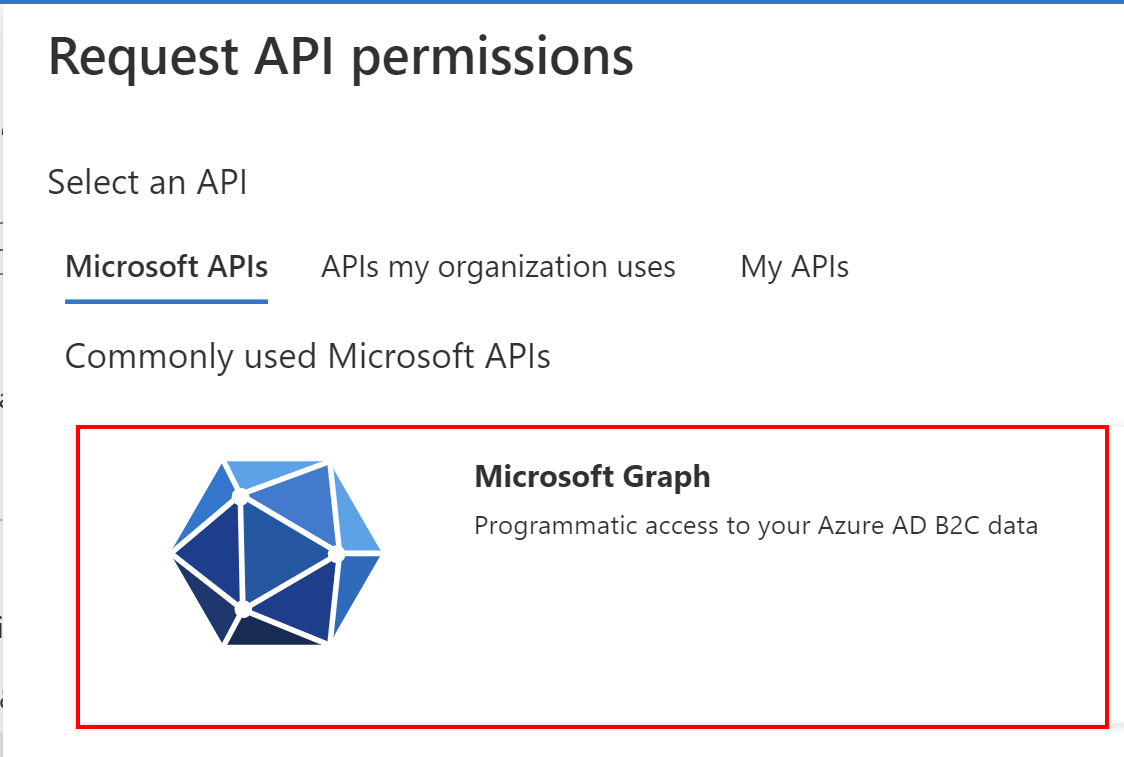 Request API permissions
Select an API
Microsoft APIs APIs my organization uses My APIs
Commonly used Microsoft APIs
Microsoft Graph
Programmatic access to your Azure AD B2C data